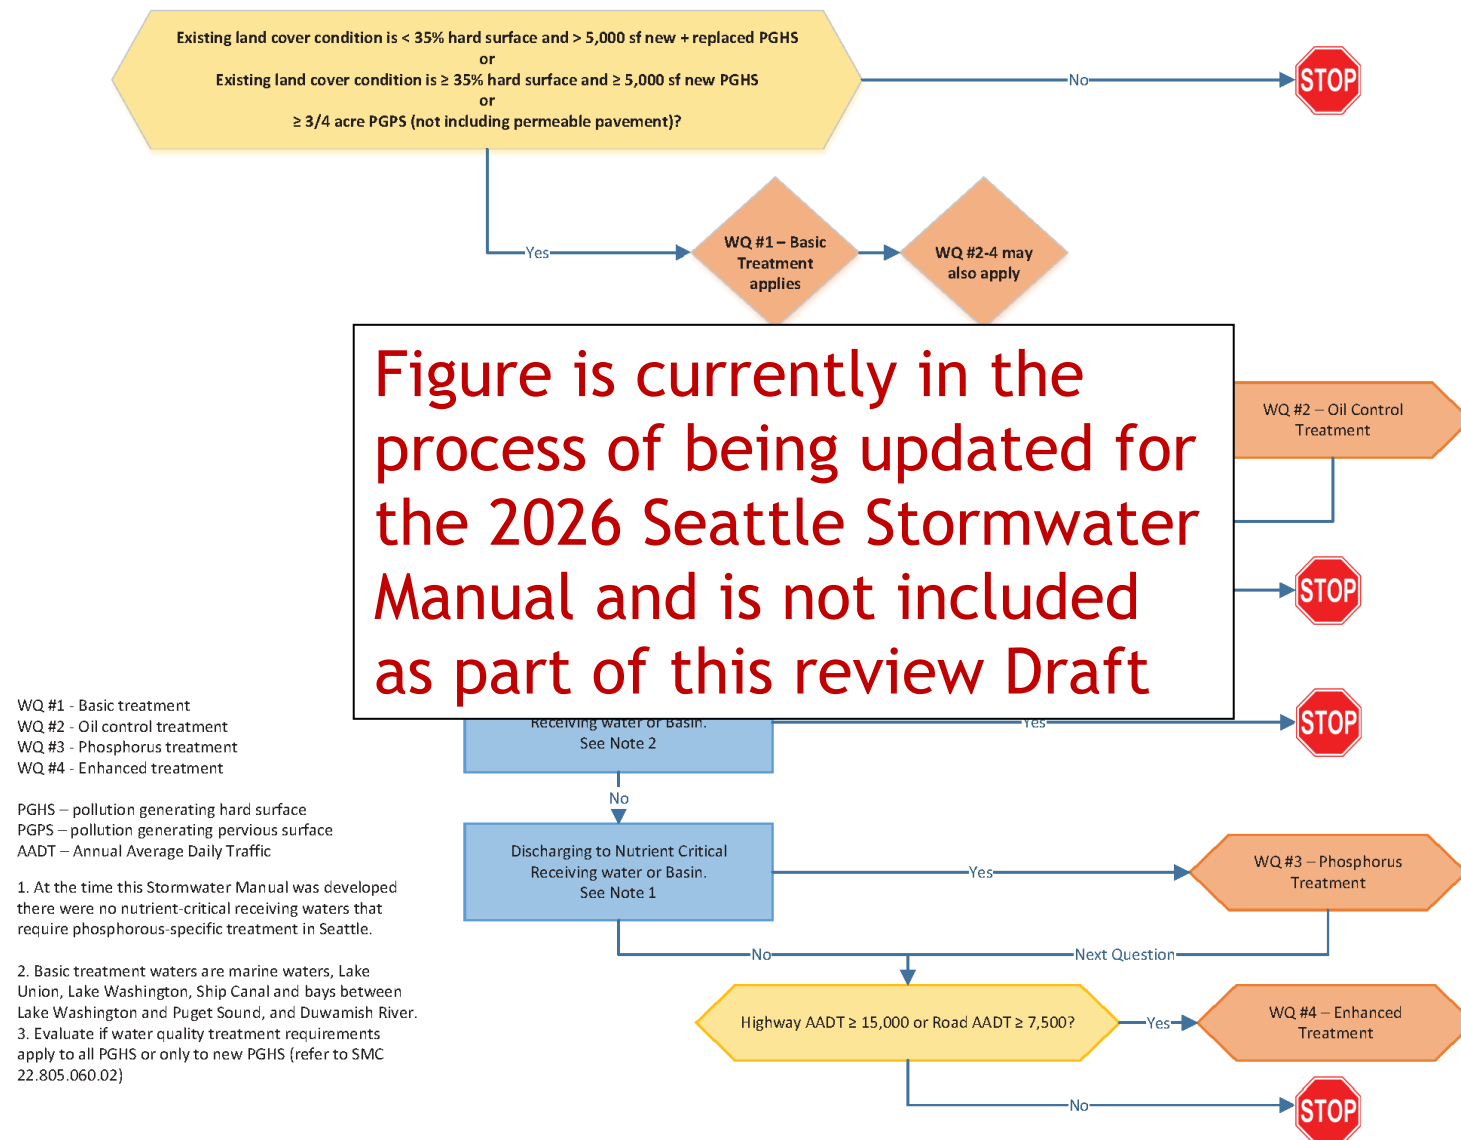 Existing land cover condition is < 35% hard surface and > 5,000 sf new + replaced PGHS
or
Existing land cover condition is ≥ 35% hard surface and ≥ 5,000 sf new PGHS
or
≥ 3/4 acre PGPS (not including permeable pavement)?
No
STOP
Yes
WQ #1 – Basic
Treatment
applies
WQ #2-4 may
also apply
Figure is currently in the
process of being updated for
the 2026 Seattle Stormwater
Manual and is not included
as part of this review Draft
WQ #2 – Oil Control
Treatment
STOP
Receiving water or Basin.
See Note 2
Yes
STOP
No
Discharging to Nutrient Critical
Receiving water or Basin.
See Note 1
Yes
WQ #3 – Phosphorus
Treatment
No
Next Question
Highway AADT ≥ 15,000 or Road AADT ≥ 7,500?
Yes
WQ #4 – Enhanced
Treatment
No
STOP
WQ #1 - Basic treatment
WQ #2 - Oil control treatment
WQ #3 - Phosphorus treatment
WQ #4 - Enhanced treatment
PGHS – pollution generating hard surface
PGPS – pollution generating pervious surface
AADT – Annual Average Daily Traffic
1. At the time this Stormwater Manual was developed
there were no nutrient-critical receiving waters that
require phosphorous-specific treatment in Seattle.
2. Basic treatment waters are marine waters, Lake
Union, Lake Washington, Ship Canal and bays between
Lake Washington and Puget Sound, and Duwamish River.
3. Evaluate if water quality treatment requirements
apply to all PGHS or only to new PGHS (refer to SMC
22.805.060.02)